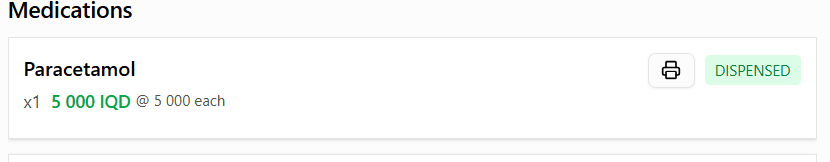 Medications
Paracetamol
DISPENSED
x1 5 000 IQD @ 5 000 each